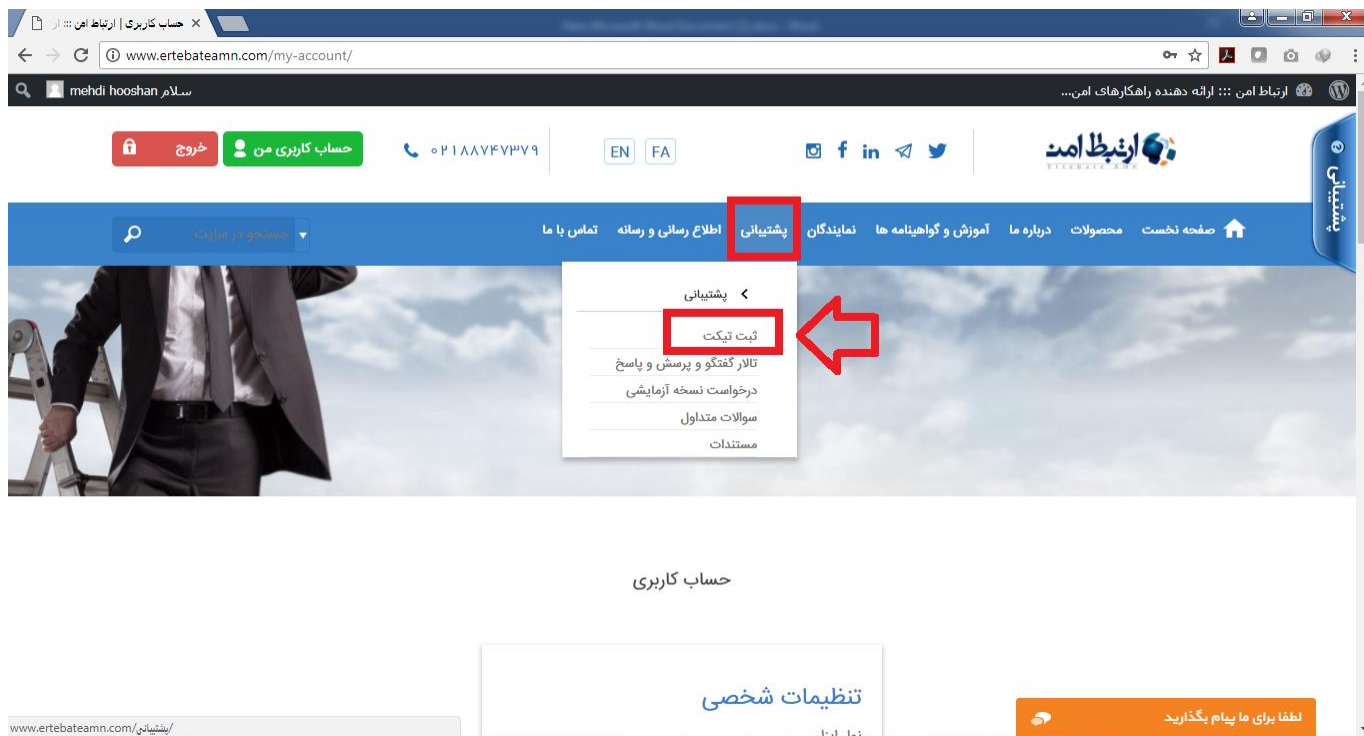 حساب کاربری | ارتباط امن ::: ار
www.ertebateamn.com/my-account/
ارتباط امن ::: ارائه دهنده راهکارهای امن...
سلام mehdi hooshan
ارتباط امن
EN FA
۰۲۱۸۸۷۴۷۳۷۹
حساب کاربری من
خروج
پشتیبانی
صفحه نخست محصولات درباره ما آموزش و گواهینامه ها نمایندگان پشتیبانی اطلاع رسانی و رسانه تماس با ما
جستجو در سایت
پشتیبانی
ثبت تیکت
تالار گفتگو و پرسش و پاسخ
درخواست نسخه آزمایشی
سوالات متداول
مستندات
حساب کاربری
تنظیمات شخصی
لطفا برای ما پیام بگذارید
www.ertebateamn.com/پشتیبانی/